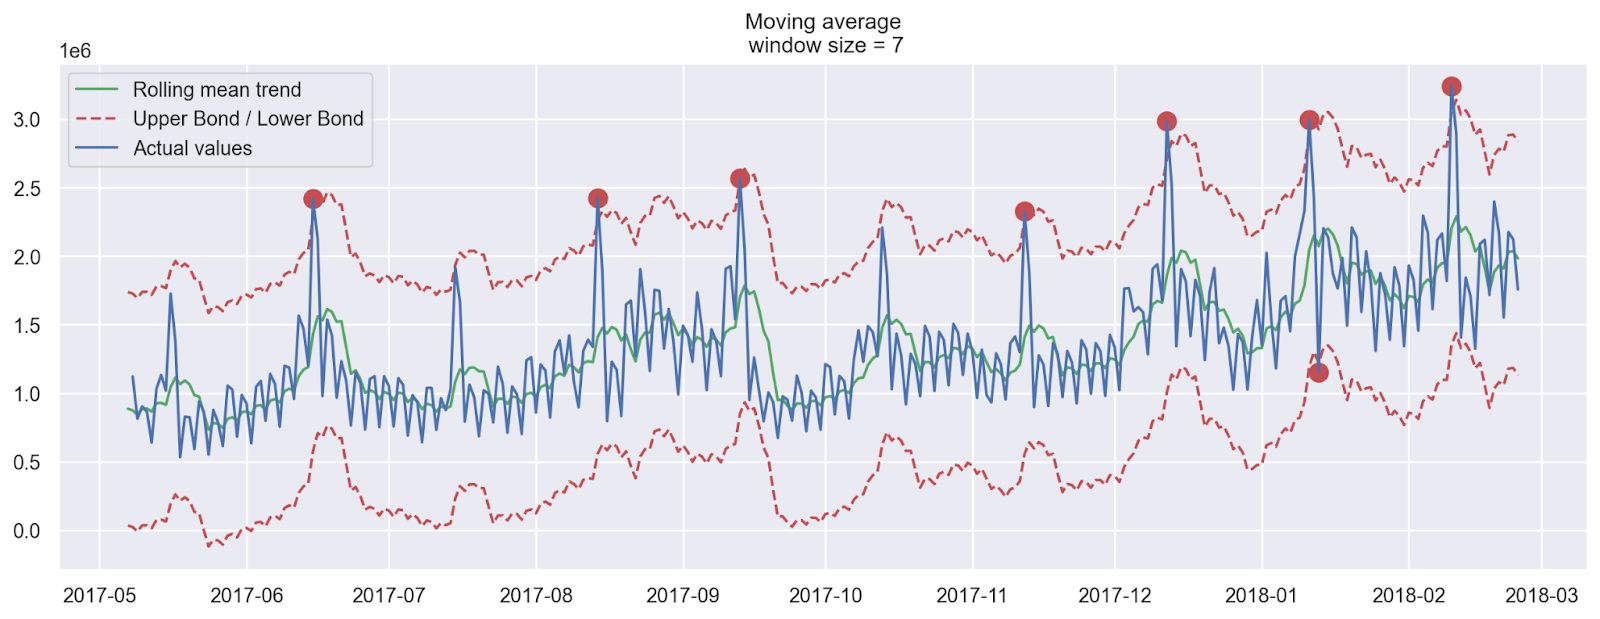 Moving average
window size = 7
1e6
Rolling mean trend
Upper Bond / Lower Bond
Actual values
3.0
2.5
2.0
1.5
1.0
0.5
0.0
2017-05 2017-06 2017-07 2017-08 2017-09 2017-10 2017-11 2017-12 2018-01 2018-02 2018-03